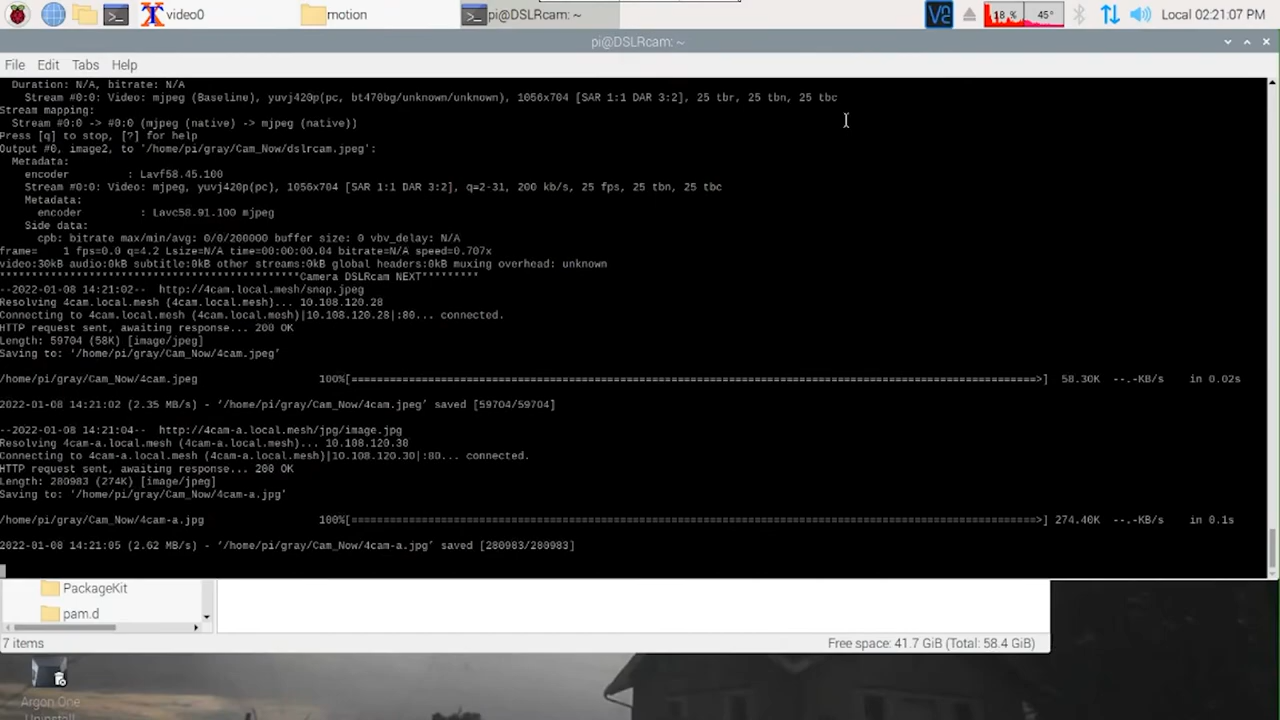 video0
motion
pi@DSLRcam: ~
18 %
45°
Local 02:21:07 PM
pi@DSLRcam: ~
File Edit Tabs Help
Duration: N/A, bitrate: N/A
Stream #0:0: Video: mjpeg (Baseline), yuvj420p(pc, bt470bg/unknown/unknown), 1056x704 [SAR 1:1 DAR 3:2], 25 tbr, 25 tbn, 25 tbc
Stream mapping:
Stream #0:0 -> #0:0 (mjpeg (native) -> mjpeg (native))
Press [q] to stop, [?] for help
Output #0, image2, to '/home/pi/gray/Cam_Now/dslrcam.jpeg':
Metadata:
encoder : Lavf58.45.100
Stream #0:0: Video: mjpeg, yuvj420p(pc), 1056x704 [SAR 1:1 DAR 3:2], q=2-31, 200 kb/s, 25 fps, 25 tbn, 25 tbc
Metadata:
encoder : Lavc58.91.100 mjpeg
Side data:
cpb: bitrate max/min/avg: 0/0/200000 buffer size: 0 vbv_delay: N/A
frame= 1 fps=0.0 q=4.2 Lsize=N/A time=00:00:00.04 bitrate=N/A speed=0.707x
video:30kB audio:0kB subtitle:0kB other streams:0kB global headers:0kB muxing overhead: unknown
***********************************************Camera DSLRcam NEXT*********
--2022-01-08 14:21:02-- http://4cam.local.mesh/snap.jpeg
Resolving 4cam.local.mesh (4cam.local.mesh)... 10.108.120.28
Connecting to 4cam.local.mesh (4cam.local.mesh)|10.108.120.28|:80... connected.
HTTP request sent, awaiting response... 200 OK
Length: 59704 (58K) [image/jpeg]
Saving to: '/home/pi/gray/Cam_Now/4cam.jpeg'
/home/pi/gray/Cam_Now/4cam.jpeg 100%[============================================================================================================>] 58.30K --.-KB/s in 0.02s
2022-01-08 14:21:02 (2.35 MB/s) - '/home/pi/gray/Cam_Now/4cam.jpeg' saved [59704/59704]
--2022-01-08 14:21:04-- http://4cam-a.local.mesh/jpg/image.jpg
Resolving 4cam-a.local.mesh (4cam-a.local.mesh)... 10.108.120.30
Connecting to 4cam-a.local.mesh (4cam-a.local.mesh)|10.108.120.30|:80... connected.
HTTP request sent, awaiting response... 200 OK
Length: 280983 (274K) [image/jpeg]
Saving to: '/home/pi/gray/Cam_Now/4cam-a.jpg'
/home/pi/gray/Cam_Now/4cam-a.jpg 100%[============================================================================================================>] 274.40K --.-KB/s in 0.1s
2022-01-08 14:21:05 (2.62 MB/s) - '/home/pi/gray/Cam_Now/4cam-a.jpg' saved [280983/280983]
PackageKit
pam.d
7 items
Free space: 41.7 GiB (Total: 58.4 GiB)
Argon One
Uninstall